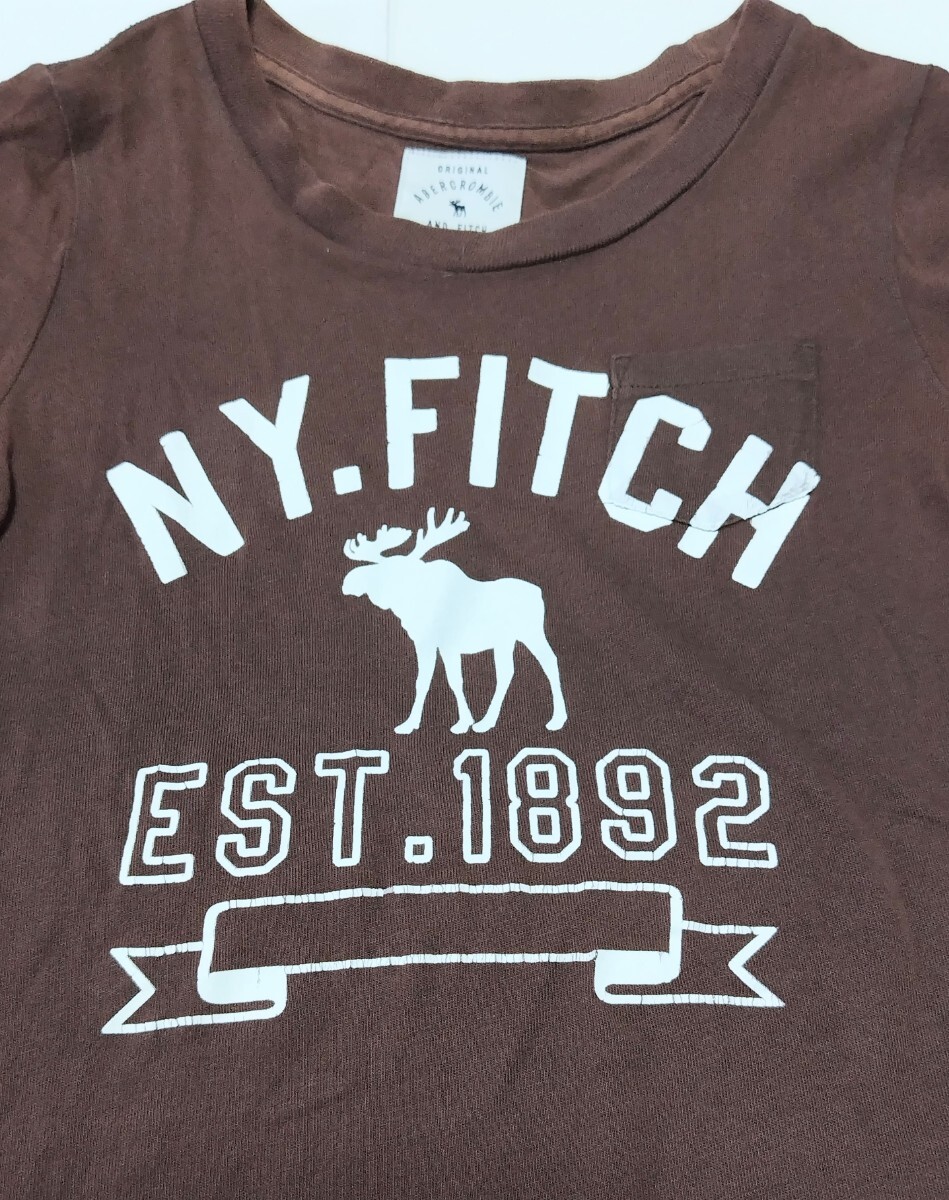 ORIGINAL
ABERCROMBIE
AND FITCH
NY.FITCH
EST.1892